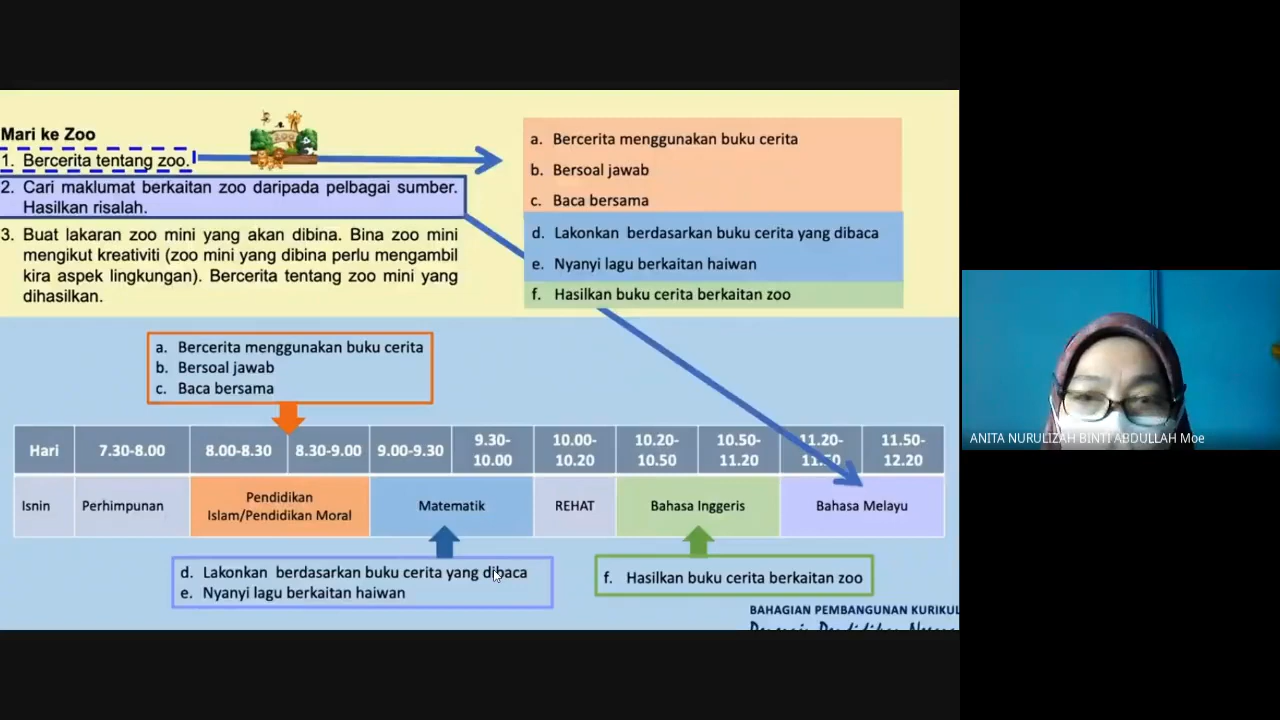 Mari ke Zoo
1. Bercerita tentang zoo.
2. Cari maklumat berkaitan zoo daripada pelbagai sumber.
Hasilkan risalah.
3. Buat lakaran zoo mini yang akan dibina. Bina zoo mini
mengikut kreativiti (zoo mini yang dibina perlu mengambil
kira aspek lingkungan). Bercerita tentang zoo mini yang
dihasilkan.
ZOO
a. Bercerita menggunakan buku cerita
b. Bersoal jawab
c. Baca bersama
d. Lakonkan berdasarkan buku cerita yang dibaca
e. Nyanyi lagu berkaitan haiwan
f. Hasilkan buku cerita berkaitan zoo
a. Bercerita menggunakan buku cerita
b. Bersoal jawab
c. Baca bersama
Hari 7.30-8.00 8.00-8.30 8.30-9.00 9.00-9.30 9.30-10.00 10.00-10.20 10.20-10.50 10.50-11.20 11.20-11.50 11.50-12.20
Isnin Perhimpunan Pendidikan Islam/Pendidikan Moral Matematik REHAT Bahasa Inggeris Bahasa Melayu
d. Lakonkan berdasarkan buku cerita yang dibaca
e. Nyanyi lagu berkaitan haiwan
f. Hasilkan buku cerita berkaitan zoo
BAHAGIAN PEMBANGUNAN KURIKUL
ANITA NURULIZAH BINTI ABDULLAH Moe